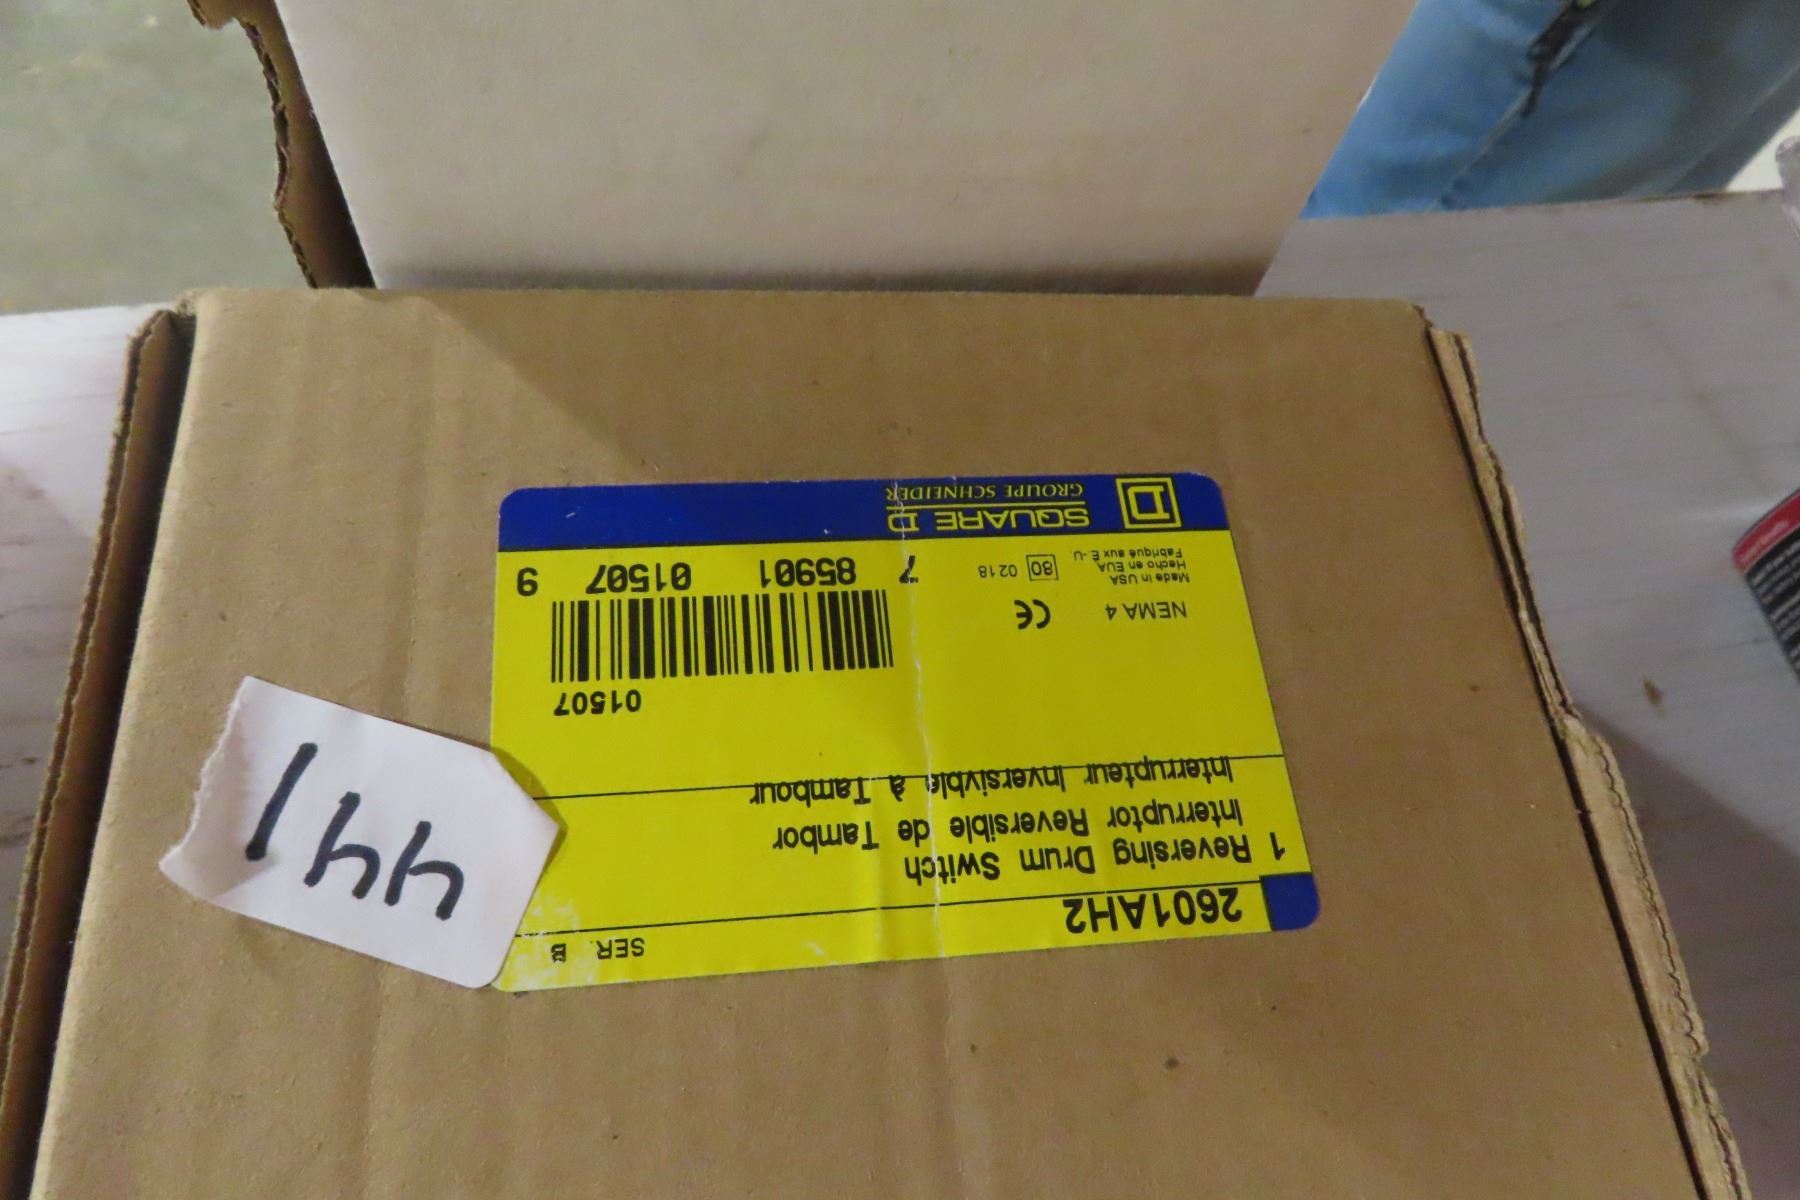 2601AH2 SER. B
1 Reversing Drum Switch
Interruptor Reversible de Tambor
Interrupteur Inversivble à Tambour
01507
NEMA 4 CE
Made in USA
Hecho en EUA
Fabriqué aux E.-U.
80 0218
7 85901 01507 9
D SQUARE D
GROUPE SCHNEIDER
441